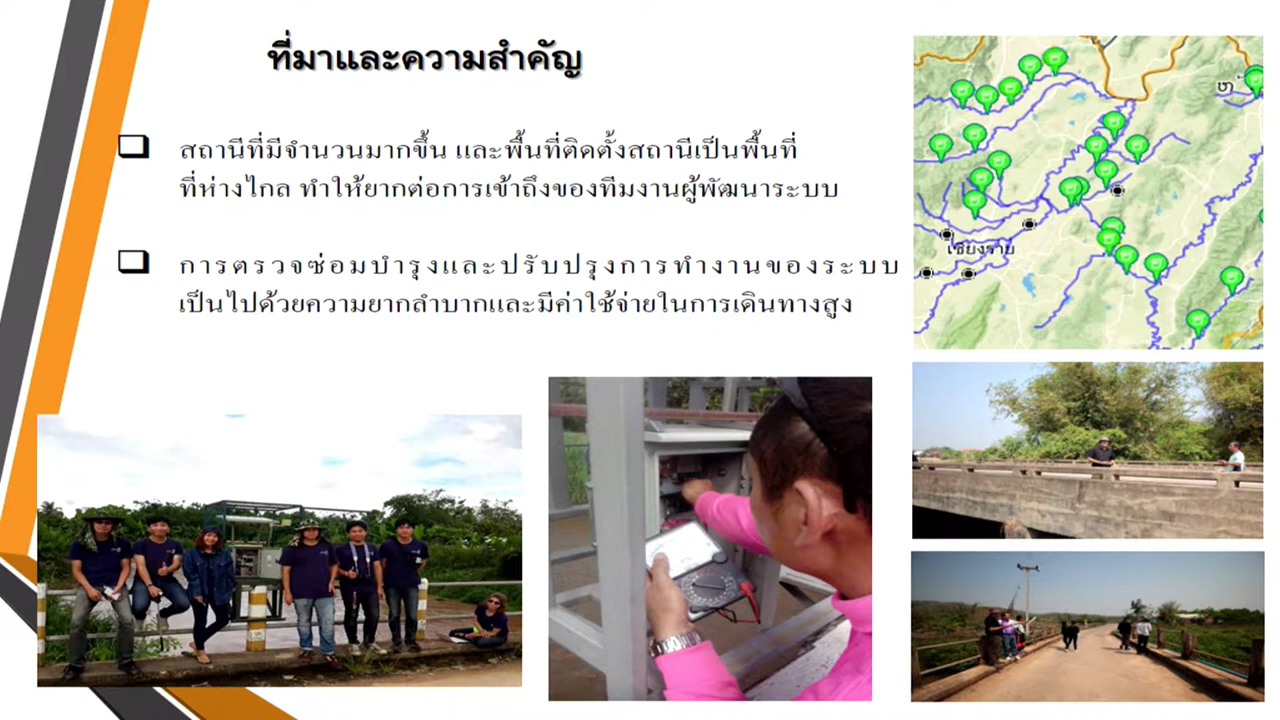 ที่มาและความสำคัญ
สถานีที่มีจำนวนมากขึ้น และพื้นที่ติดตั้งสถานีเป็นพื้นที่
ที่ห่างไกล ทำให้ยากต่อการเข้าถึงของทีมงานผู้พัฒนาระบบ
การตรวจซ่อมบำรุงและปรับปรุงการทำงานของระบบ
เป็นไปด้วยความยากลำบากและมีค่าใช้จ่ายในการเดินทางสูง
เชียงราย